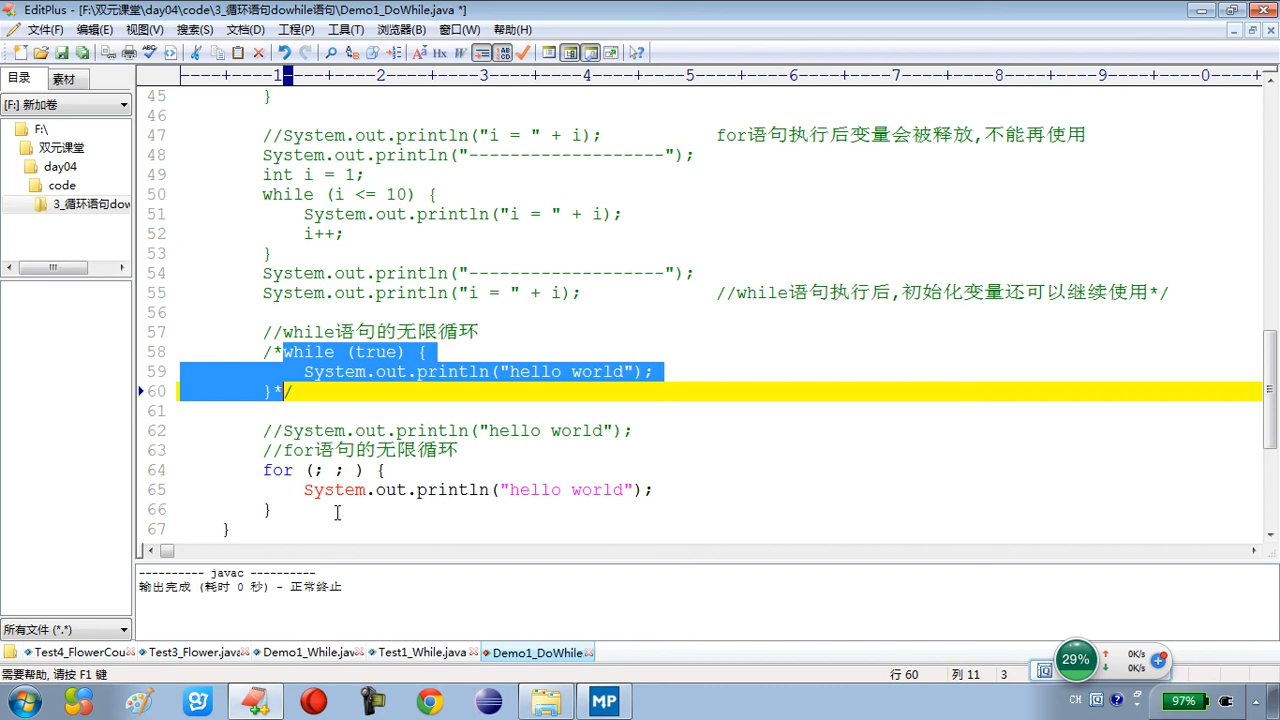 EditPlus - [F:\双元课堂\day04\code\3_循环语句dowhile语句\Demo1_DoWhile.java *]
文件(F) 编辑(E) 视图(V) 搜索(S) 文档(D) 工程(P) 工具(T) 浏览器(B) 窗口(W) 帮助(H)
目录 素材
[F:] 新加卷
F:\
双元课堂
day04
code
3_循环语句dow
----+----1----+----2----+----3----+----4----+----5----+----6----+----7----+----8----+----9----+----0----+
45 }
46
47 //System.out.println("i = " + i); for语句执行后变量会被释放,不能再使用
48 System.out.println("-------------------");
49 int i = 1;
50 while (i <= 10) {
51 System.out.println("i = " + i);
52 i++;
53 }
54 System.out.println("-------------------");
55 System.out.println("i = " + i); //while语句执行后,初始化变量还可以继续使用*/
56
57 //while语句的无限循环
58 /*while (true) {
59 System.out.println("hello world");
60 }*/
61
62 //System.out.println("hello world");
63 //for语句的无限循环
64 for (; ; ) {
65 System.out.println("hello world");
66 }
67 }
---------- javac ----------
输出完成 (耗时 0 秒) - 正常终止
所有文件 (*.*)
Test4_FlowerCou Test3_Flower.java Demo1_While.jav Test1_While.java Demo1_DoWhile
需要帮助, 请按 F1 键 行 60 列 11 3
29% 0K/s
0K/s
MP CH 97%